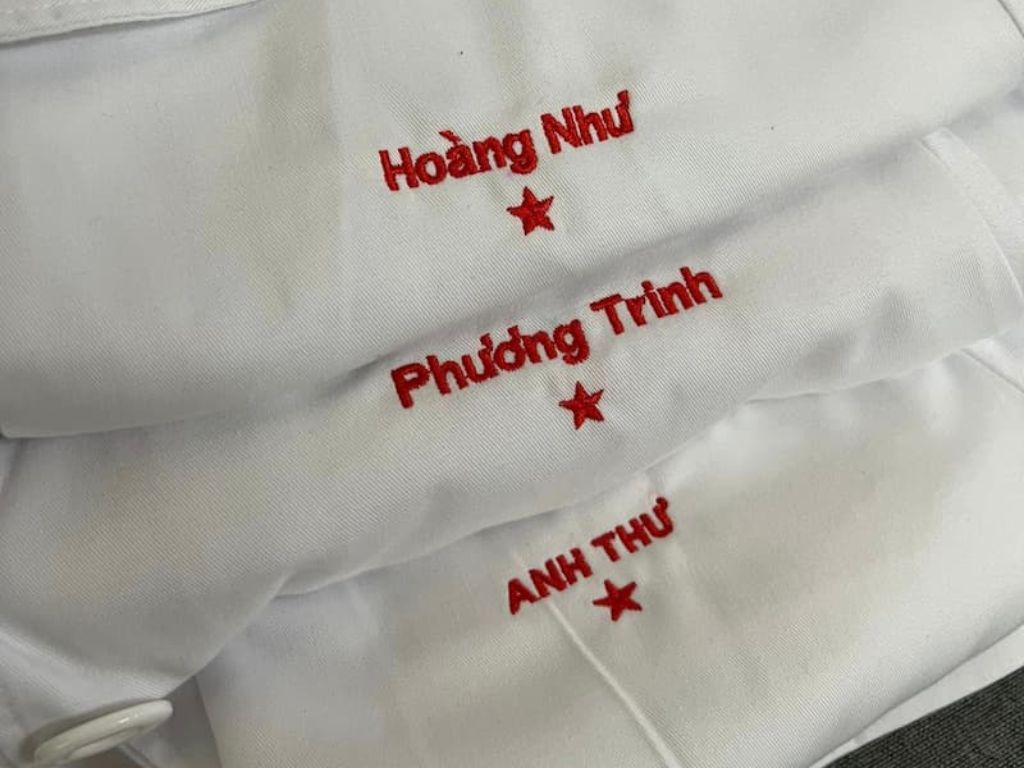 Hoàng Như
Phương Trinh
ANH THƯ